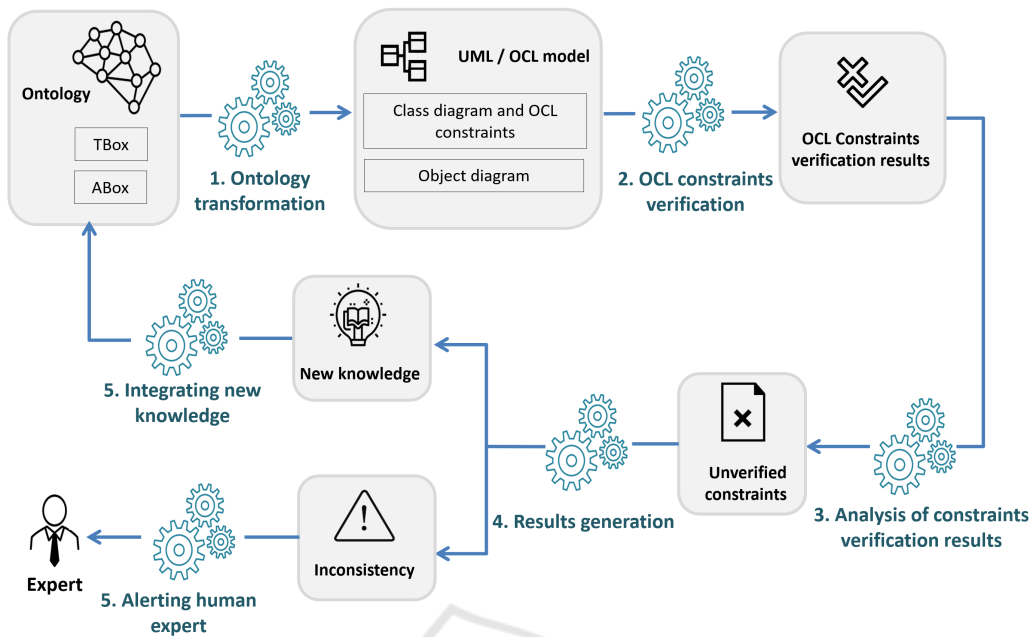 Ontology
TBox
ABox
1. Ontology
transformation
UML / OCL model
Class diagram and OCL
constraints
Object diagram
2. OCL constraints
verification
OCL Constraints
verification results
New knowledge
5. Integrating new
knowledge
Unverified
constraints
3. Analysis of constraints
verification results
4. Results generation
Inconsistency
Expert
5. Alerting human
expert